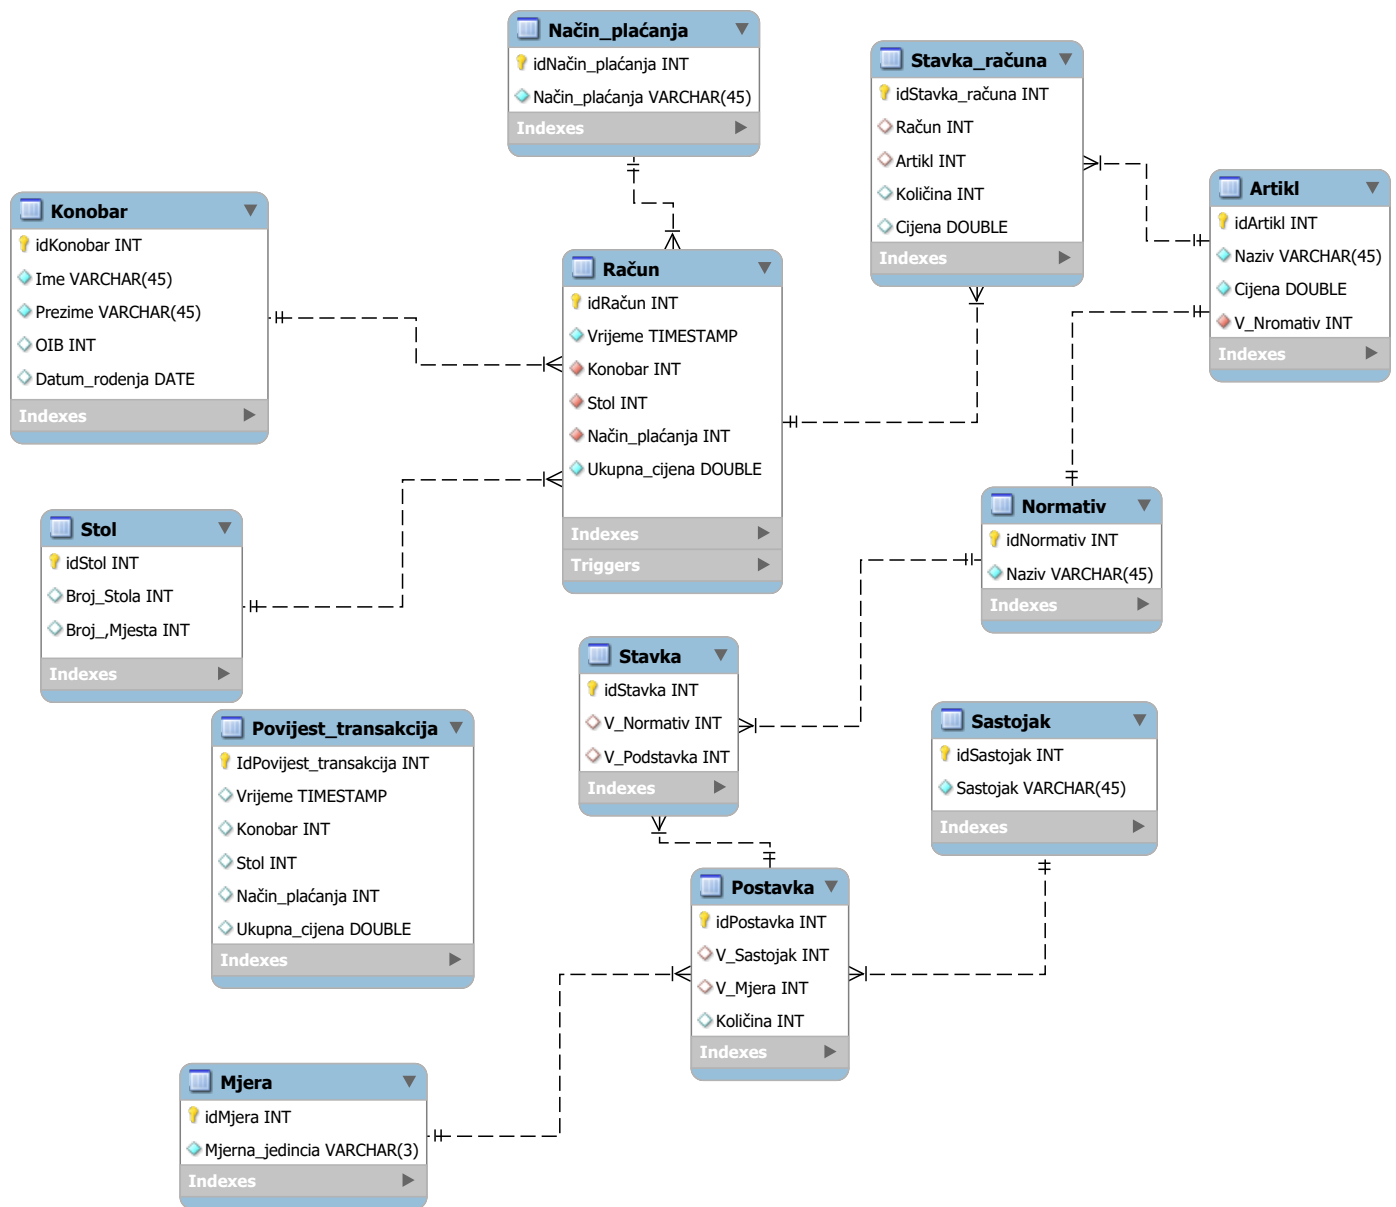 Način_plaćanja
idNačin_plaćanja INT
Način_plaćanja VARCHAR(45)
Indexes
Stavka_računa
idStavka_računa INT
Račun INT
Artikl INT
Količina INT
Cijena DOUBLE
Indexes
Artikl
idArtikl INT
Naziv VARCHAR(45)
Cijena DOUBLE
V_Nromativ INT
Indexes
Konobar
idKonobar INT
Ime VARCHAR(45)
Prezime VARCHAR(45)
OIB INT
Datum_rodenja DATE
Indexes
Račun
idRačun INT
Vrijeme TIMESTAMP
Konobar INT
Stol INT
Način_plaćanja INT
Ukupna_cijena DOUBLE
Indexes
Triggers
Stol
idStol INT
Broj_Stola INT
Broj_,Mjesta INT
Indexes
Normativ
idNormativ INT
Naziv VARCHAR(45)
Indexes
Stavka
idStavka INT
V_Normativ INT
V_Podstavka INT
Indexes
Povijest_transakcija
IdPovijest_transakcija INT
Vrijeme TIMESTAMP
Konobar INT
Stol INT
Način_plaćanja INT
Ukupna_cijena DOUBLE
Indexes
Sastojak
idSastojak INT
Sastojak VARCHAR(45)
Indexes
Postavka
idPostavka INT
V_Sastojak INT
V_Mjera INT
Količina INT
Indexes
Mjera
idMjera INT
Mjerna_jedincia VARCHAR(3)
Indexes